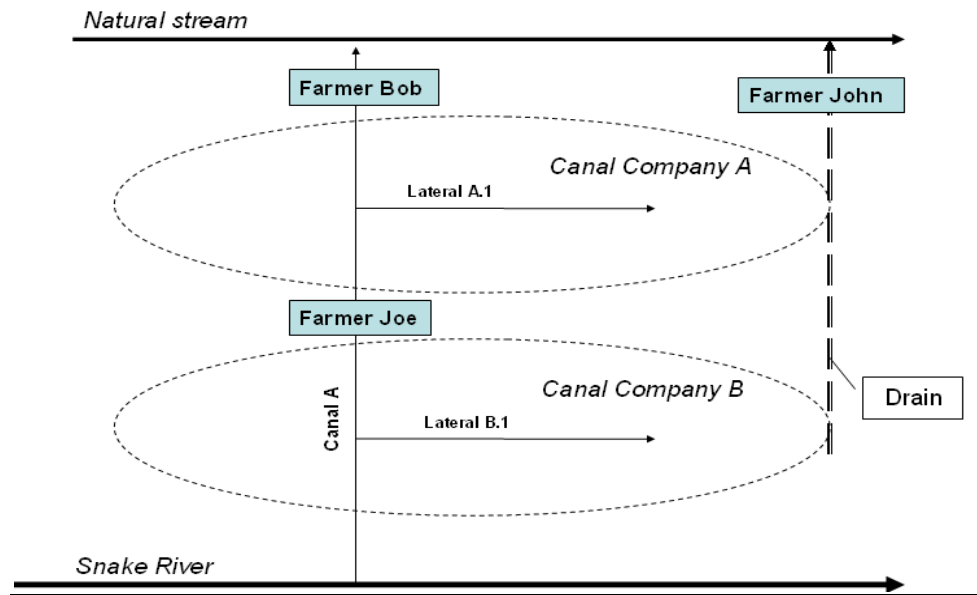 Natural stream
Farmer Bob
Farmer John
Canal Company A
Lateral A.1
Farmer Joe
Canal Company B
Drain
Canal A
Lateral B.1
Snake River